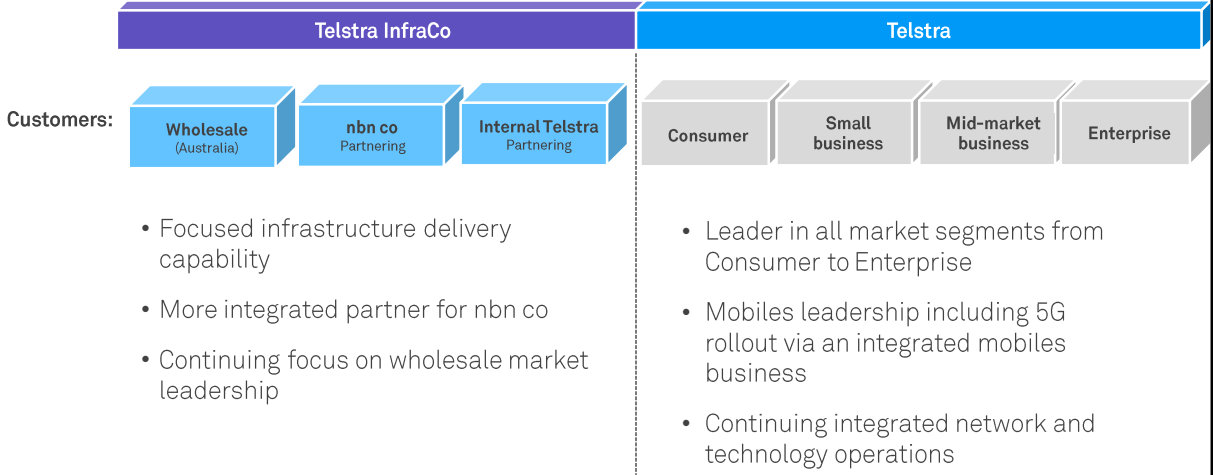 Telstra InfraCo
Telstra
Customers:
Wholesale
(Australia)
nbn co
Partnering
Internal Telstra
Partnering
Consumer
Small
business
Mid-market
business
Enterprise
• Focused infrastructure delivery
capability
• More integrated partner for nbn co
• Continuing focus on wholesale market
leadership
• Leader in all market segments from
Consumer to Enterprise
• Mobiles leadership including 5G
rollout via an integrated mobiles
business
• Continuing integrated network and
technology operations